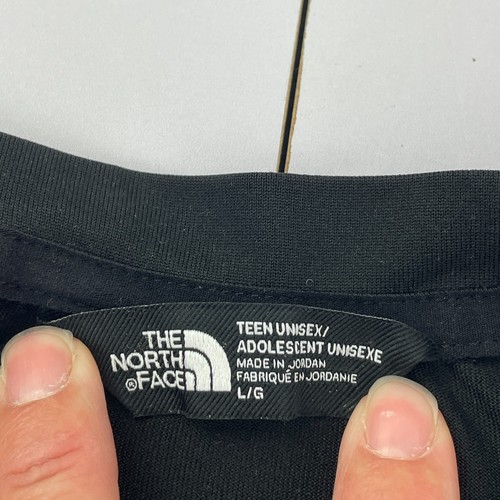 THE
NORTH
FACE®
TEEN UNISEX/
ADOLESCENT UNISEXE
MADE IN JORDAN
FABRIQUÉ EN JORDANIE
L/G